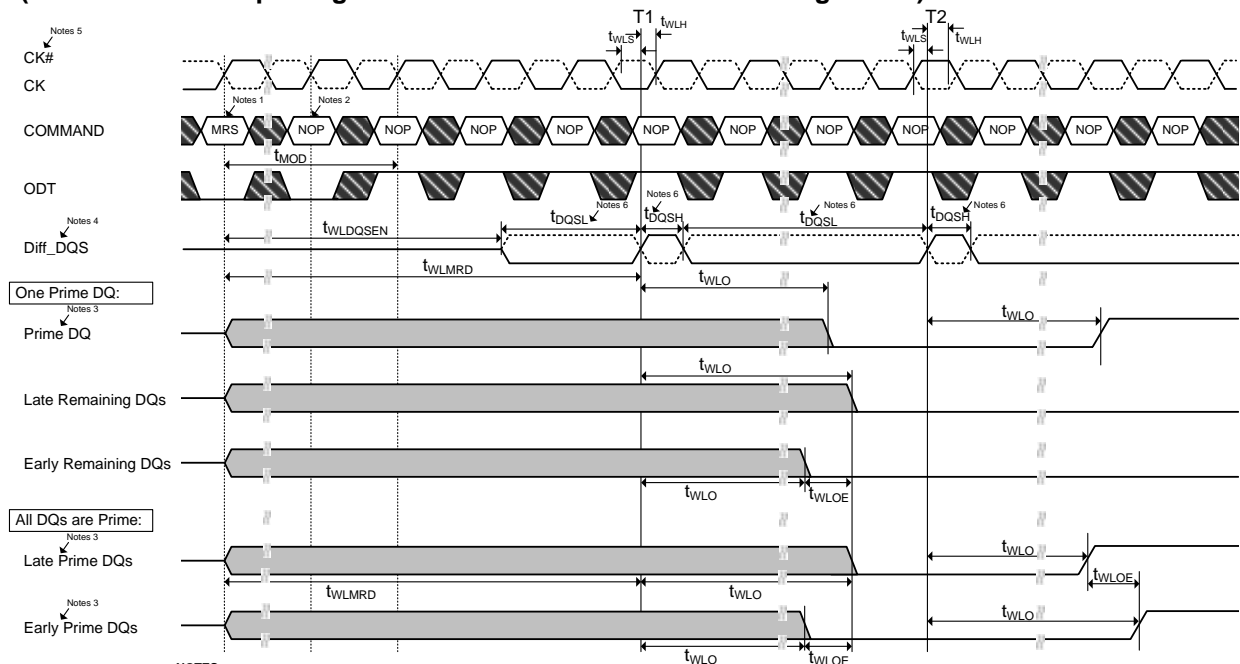 T1 T2
tWLS tWLH tWLS tWLH
Notes 5
CK#
CK
Notes 1 Notes 2
COMMAND MRS NOP NOP NOP NOP NOP NOP NOP NOP NOP NOP NOP
tMOD
ODT
Notes 4
Diff_DQS
tWLDQSEN
tDQSL Notes 6 tDQSH Notes 6 tDQSL Notes 6 tDQSH Notes 6
tWLMRD
tWLO
One Prime DQ:
Notes 3
Prime DQ
tWLO
tWLO
Late Remaining DQs
Early Remaining DQs
tWLO tWLOE
All DQs are Prime:
Notes 3
Late Prime DQs
tWLO
tWLMRD tWLO tWLOE
Notes 3
Early Prime DQs
tWLO
tWLO tWLOE